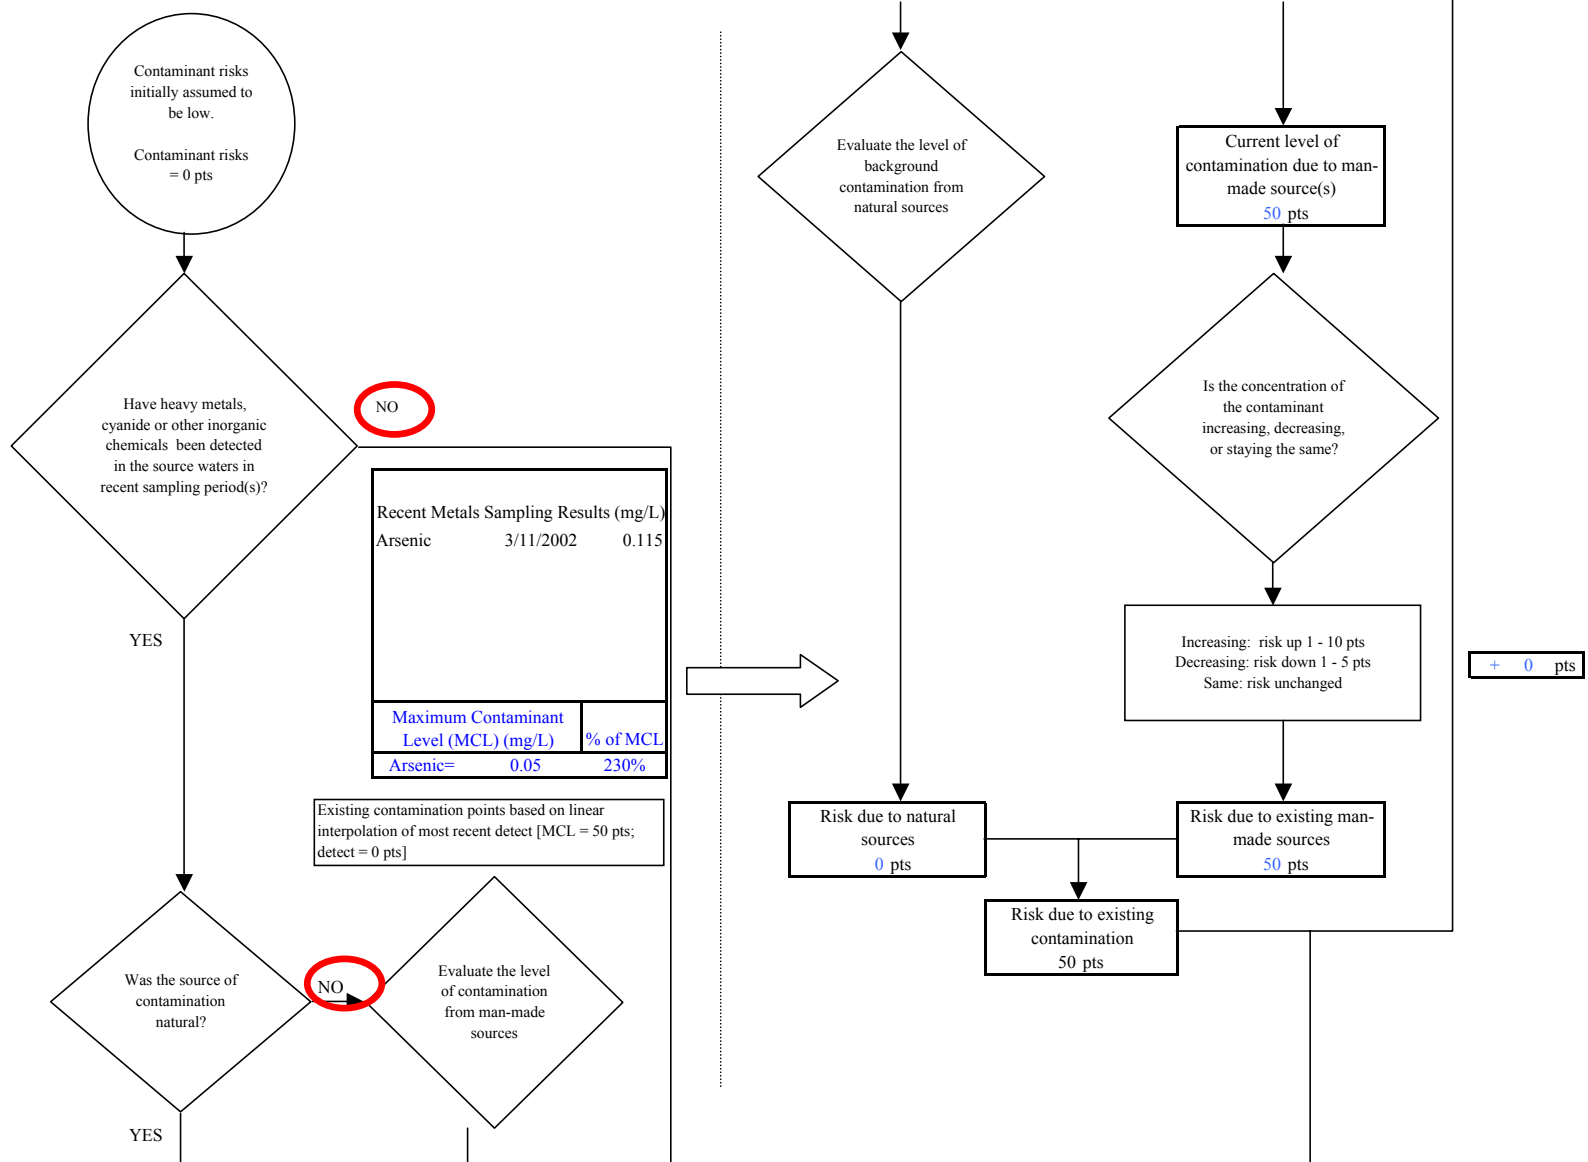 Contaminant risks
initially assumed to
be low.
Contaminant risks
= 0 pts
Have heavy metals,
cyanide or other inorganic
chemicals been detected
in the source waters in
recent sampling period(s)?
NO
YES
Recent Metals Sampling Results (mg/L)
Arsenic 3/11/2002 0.115
Maximum Contaminant
Level (MCL) (mg/L) % of MCL
Arsenic= 0.05 230%
Existing contamination points based on linear
interpolation of most recent detect [MCL = 50 pts;
detect = 0 pts]
Was the source of
contamination
natural?
NO
YES
Evaluate the level
of contamination
from man-made
sources
Evaluate the level of
background
contamination from
natural sources
Current level of
contamination due to man-
made source(s)
50 pts
Is the concentration of
the contaminant
increasing, decreasing,
or staying the same?
Increasing: risk up 1 - 10 pts
Decreasing: risk down 1 - 5 pts
Same: risk unchanged
+ 0 pts
Risk due to natural
sources
0 pts
Risk due to existing man-
made sources
50 pts
Risk due to existing
contamination
50 pts